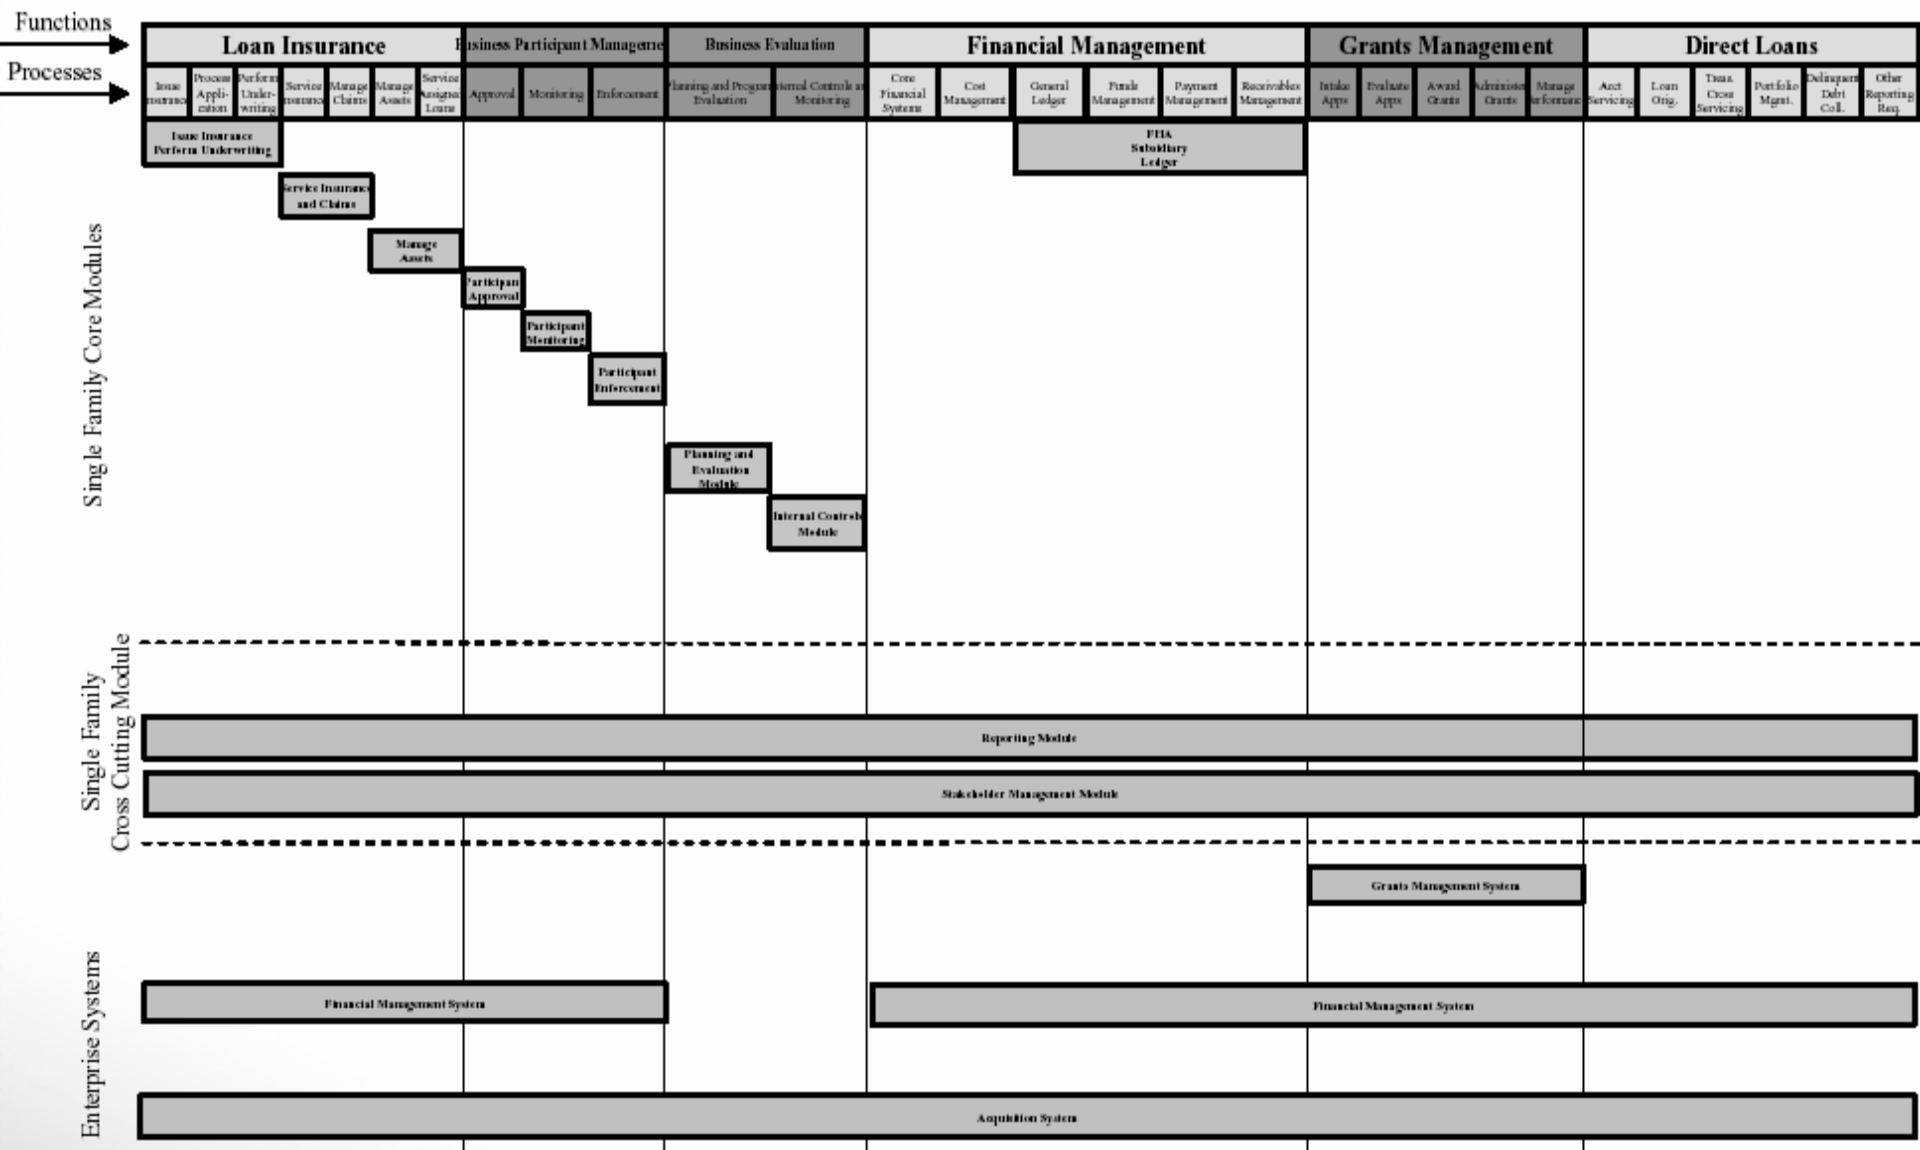 Functions
Loan Insurance
Business Participant Manageme
Business Evaluation
Financial Management
Grants Management
Direct Loans
Processes
Issue
Insurance
Process
Appli-
cation
Perform
Under-
writing
Service
Insurance
Manage
Claims
Manage
Assets
Service
Assigned
Loans
Approval
Monitoring
Enforcement
Planning and Program
Evaluation
Internal Controls an
Monitoring
Core
Financial
Systems
Cost
Management
General
Ledger
Funds
Management
Payment
Management
Receivables
Management
Intake
Apps
Evaluate
Apps
Award
Grants
Administer
Grants
Manage
Performance
Acct
Servicing
Loan
Orig.
Treas.
Cross
Servicing
Portfolio
Mgmt.
Delinquent
Debt
Coll.
Other
Reporting
Req.
Single Family Core Modules
Issue Insurance
Perform Underwriting
FHA
Subsidiary
Ledger
Service Insurance
and Claims
Manage
Assets
Participant
Approval
Participant
Monitoring
Participant
Enforcement
Planning and
Evaluation
Module
Internal Controls
Module
Single Family
Cross Cutting Module
Reporting Module
Stakeholder Management Module
Enterprise Systems
Grants Management System
Financial Management System
Financial Management System
Acquisition System